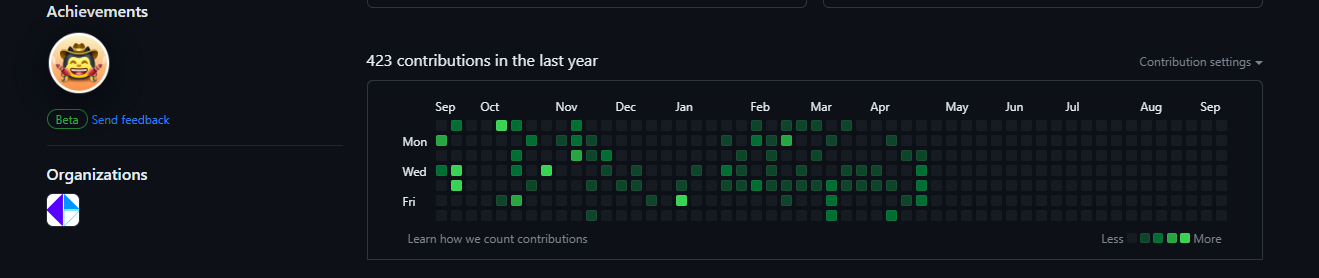 Achievements
423 contributions in the last year
Contribution settings
Sep Oct Nov Dec Jan Feb Mar Apr May Jun Jul Aug Sep
Mon
Wed
Fri
Learn how we count contributions
Less More
Beta Send feedback
Organizations